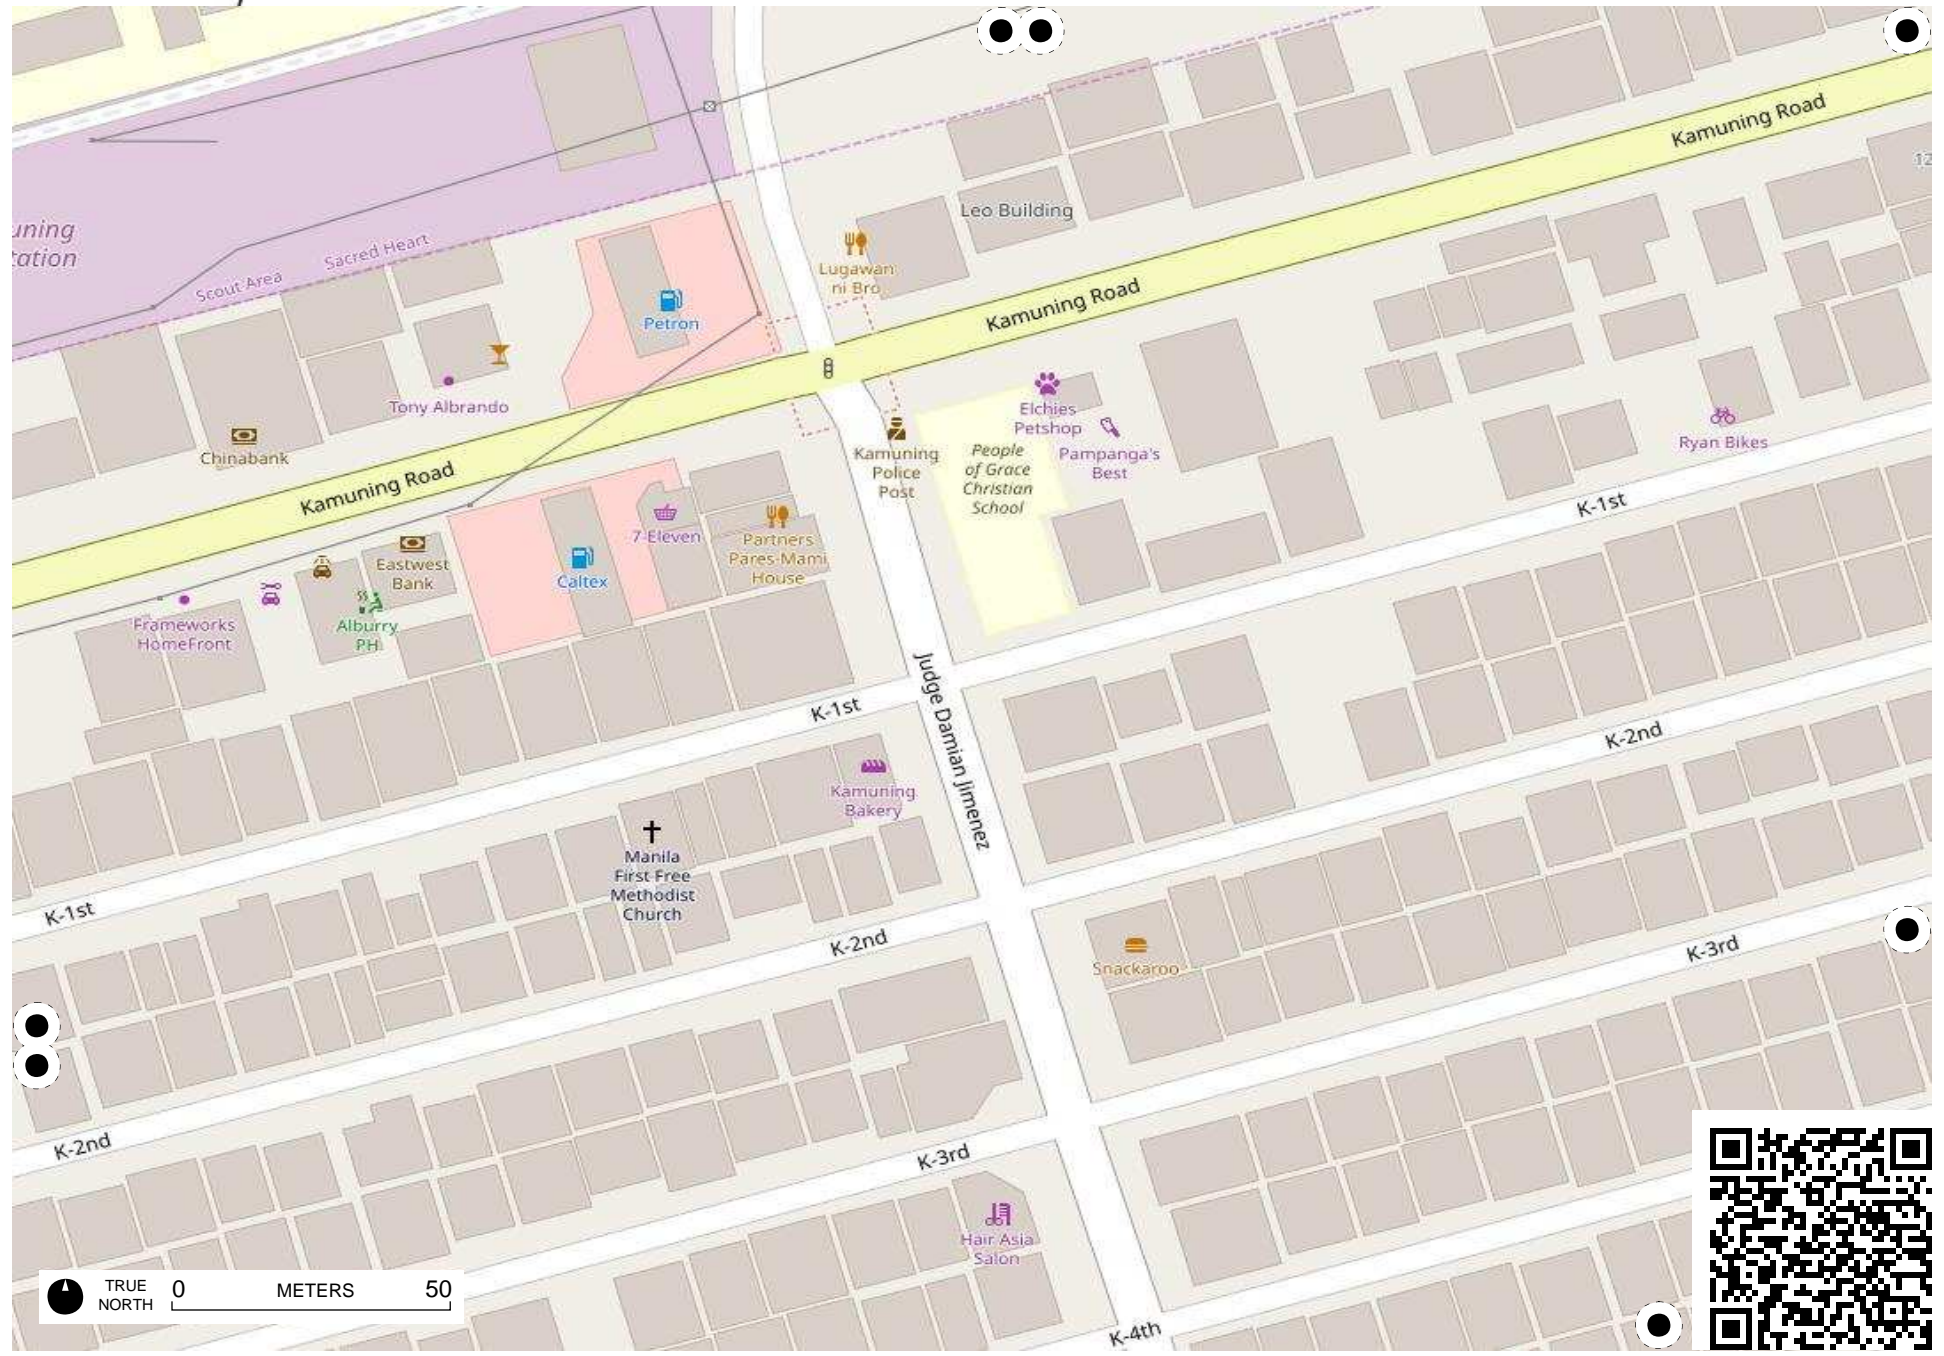 Kamuning Road
Leo Building
12
uning
tation
Sacred Heart
Scout Area
Lugawan
ni Bro
Kamuning Road
Petron
Tony Albrando
Elchies
Petshop
Chinabank
Kamuning
Police
Post
People
of Grace
Christian
School
Pampanga's
Best
Ryan Bikes
Kamuning Road
K-1st
7-Eleven
Partners
Pares-Mami
House
Eastwest
Bank
Caltex
Frameworks
HomeFront
Alburry
PH
Judge Damian Jimenez
K-1st
K-2nd
Kamuning
Bakery
Manila
First Free
Methodist
Church
K-1st
K-2nd
K-3rd
Snackaroo
K-2nd
K-3rd
Hair Asia
Salon
TRUE
NORTH
0 METERS 50
K-4th